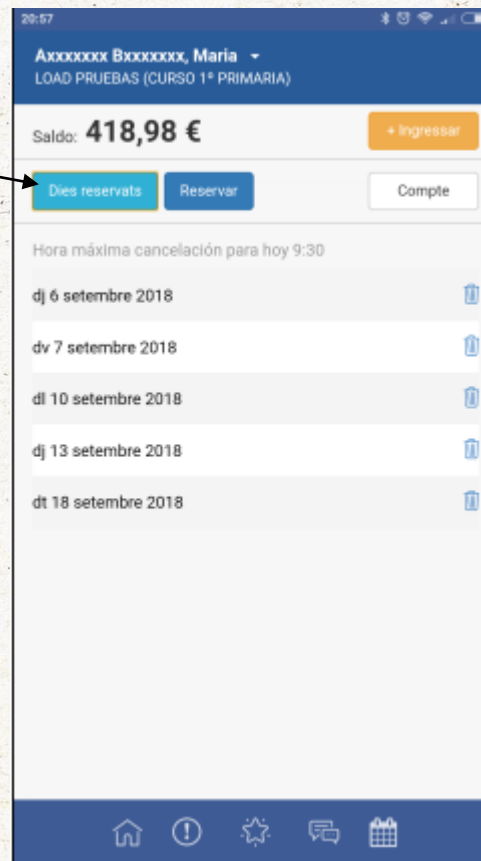 20:57
Axxxxxxx Bxxxxxxx, Maria
LOAD PRUEBAS (CURSO 1ª PRIMARIA)
Saldo: 418,98 €
+ Ingressar
Dies reservats
Reservar
Compte
Hora máxima cancelación para hoy 9:30
dj 6 setembre 2018
dv 7 setembre 2018
dl 10 setembre 2018
dj 13 setembre 2018
dt 18 setembre 2018